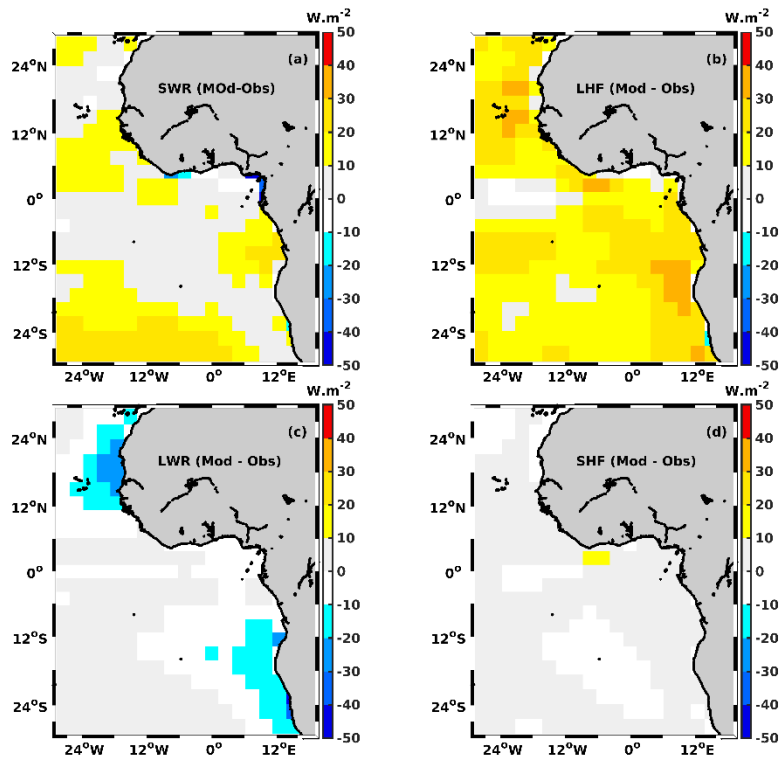 W.m-2
W.m-2
50
40
30
20
10
0
-10
-20
-30
-40
-50
24°N
12°N
0°
12°S
24°S
(a)
SWR (MOd-Obs)
24°W
12°W
0°
12°E
50
40
30
20
10
0
-10
-20
-30
-40
-50
24°N
12°N
0°
12°S
24°S
(b)
LHF (Mod - Obs)
24°W
12°W
0°
12°E
W.m-2
W.m-2
50
40
30
20
10
0
-10
-20
-30
-40
-50
24°N
12°N
0°
12°S
24°S
(c)
LWR (Mod - Obs)
24°W
12°W
0°
12°E
50
40
30
20
10
0
-10
-20
-30
-40
-50
24°N
12°N
0°
12°S
24°S
(d)
SHF (Mod - Obs)
24°W
12°W
0°
12°E